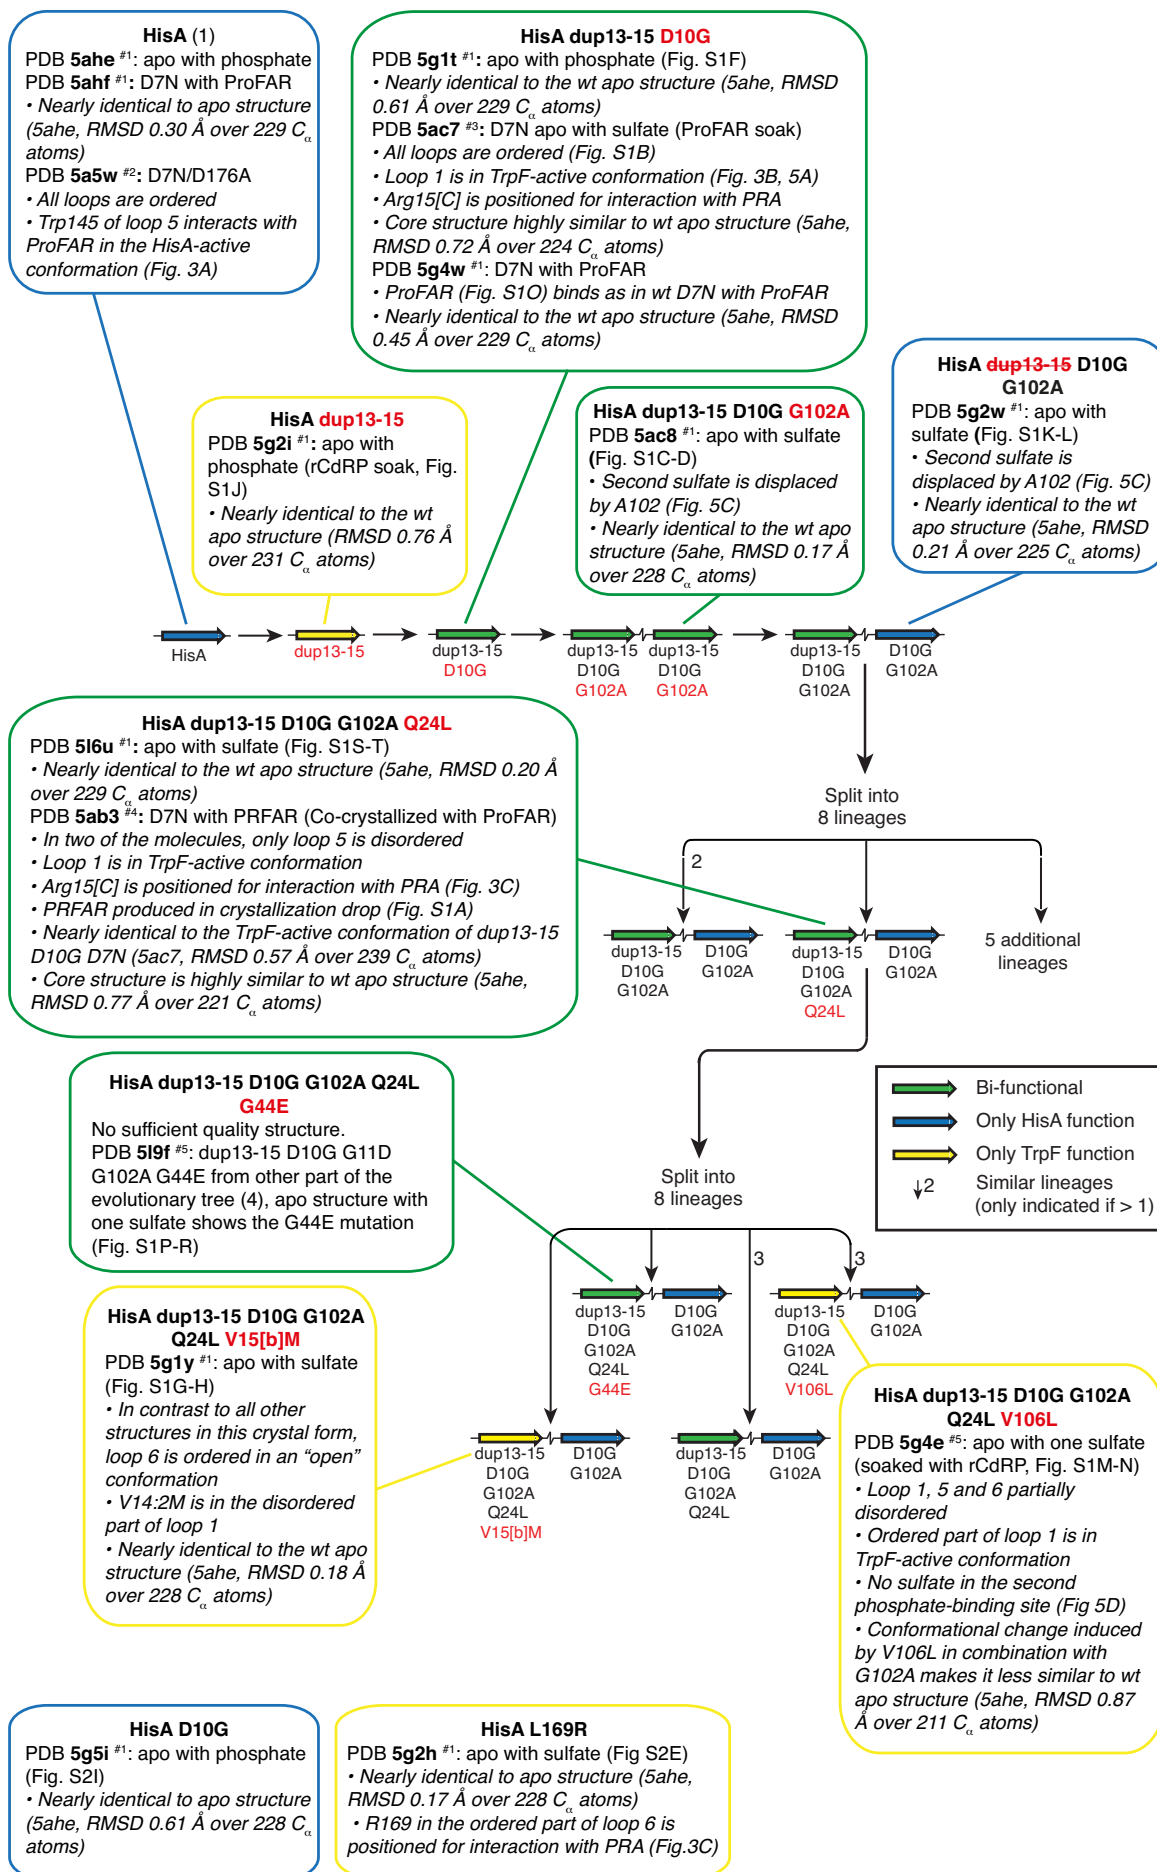 HisA (1)
PDB 5ahe #1: apo with phosphate
PDB 5ahf #1: D7N with ProFAR
• Nearly identical to apo structure
(5ahe, RMSD 0.30 Å over 229 Cα
atoms)
PDB 5a5w #2: D7N/D176A
• All loops are ordered
• Trp145 of loop 5 interacts with
ProFAR in the HisA-active
conformation (Fig. 3A)
HisA dup13-15 D10G
PDB 5g1t #1: apo with phosphate (Fig. S1F)
• Nearly identical to the wt apo structure (5ahe, RMSD
0.61 Å over 229 Cα atoms)
PDB 5ac7 #3: D7N apo with sulfate (ProFAR soak)
• All loops are ordered (Fig. S1B)
• Loop 1 is in TrpF-active conformation (Fig. 3B, 5A)
• Arg15[C] is positioned for interaction with PRA
• Core structure highly similar to wt apo structure (5ahe,
RMSD 0.72 Å over 224 Cα atoms)
PDB 5g4w #1: D7N with ProFAR
• ProFAR (Fig. S1O) binds as in wt D7N with ProFAR
• Nearly identical to the wt apo structure (5ahe, RMSD
0.45 Å over 229 Cα atoms)
HisA dup13-15 D10G
G102A
PDB 5g2w #1: apo with
sulfate (Fig. S1K-L)
• Second sulfate is
displaced by A102 (Fig. 5C)
• Nearly identical to the wt
apo structure (5ahe, RMSD
0.21 Å over 225 Cα atoms)
HisA dup13-15
PDB 5g2i #1: apo with
phosphate (rCdRP soak, Fig.
S1J)
• Nearly identical to the wt
apo structure (RMSD 0.76 Å
over 231 Cα atoms)
HisA dup13-15 D10G G102A
PDB 5ac8 #1: apo with sulfate
(Fig. S1C-D)
• Second sulfate is displaced
by A102 (Fig. 5C)
• Nearly identical to the wt apo
structure (5ahe, RMSD 0.17 Å
over 228 Cα atoms)
HisA
dup13-15
dup13-15
D10G
dup13-15
D10G
G102A
dup13-15
D10G
G102A
dup13-15
D10G
G102A
D10G
G102A
HisA dup13-15 D10G G102A Q24L
PDB 5l6u #1: apo with sulfate (Fig. S1S-T)
• Nearly identical to the wt apo structure (5ahe, RMSD 0.20 Å
over 229 Cα atoms)
PDB 5ab3 #4: D7N with PRFAR (Co-crystallized with ProFAR)
• In two of the molecules, only loop 5 is disordered
• Loop 1 is in TrpF-active conformation
• Arg15[C] is positioned for interaction with PRA (Fig. 3C)
• PRFAR produced in crystallization drop (Fig. S1A)
• Nearly identical to the TrpF-active conformation of dup13-15
D10G D7N (5ac7, RMSD 0.57 Å over 239 Cα atoms)
• Core structure is highly similar to wt apo structure (5ahe,
RMSD 0.77 Å over 221 Cα atoms)
Split into
8 lineages
2
dup13-15
D10G
G102A
D10G
G102A
dup13-15
D10G
G102A
Q24L
D10G
G102A
5 additional
lineages
Bi-functional
Only HisA function
Only TrpF function
2 Similar lineages
(only indicated if > 1)
HisA dup13-15 D10G G102A Q24L
G44E
No sufficient quality structure.
PDB 5l9f #5: dup13-15 D10G G11D
G102A G44E from other part of the
evolutionary tree (4), apo structure with
one sulfate shows the G44E mutation
(Fig. S1P-R)
Split into
8 lineages
3
3
dup13-15
D10G
G102A
Q24L
G44E
D10G
G102A
dup13-15
D10G
G102A
Q24L
V106L
D10G
G102A
HisA dup13-15 D10G G102A
Q24L V15[b]M
PDB 5g1y #1: apo with sulfate
(Fig. S1G-H)
• In contrast to all other
structures in this crystal form,
loop 6 is ordered in an “open”
conformation
• V14:2M is in the disordered
part of loop 1
• Nearly identical to the wt apo
structure (5ahe, RMSD 0.18 Å
over 228 Cα atoms)
dup13-15
D10G
G102A
Q24L
V15[b]M
D10G
G102A
dup13-15
D10G
G102A
Q24L
D10G
G102A
HisA dup13-15 D10G G102A
Q24L V106L
PDB 5g4e #5: apo with one sulfate
(soaked with rCdRP, Fig. S1M-N)
• Loop 1, 5 and 6 partially
disordered
• Ordered part of loop 1 is in
TrpF-active conformation
• No sulfate in the second
phosphate-binding site (Fig 5D)
• Conformational change induced
by V106L in combination with
G102A makes it less similar to wt
apo structure (5ahe, RMSD 0.87
Å over 211 Cα atoms)
HisA D10G
PDB 5g5i #1: apo with phosphate
(Fig. S2I)
• Nearly identical to apo structure
(5ahe, RMSD 0.61 Å over 228 Cα
atoms)
HisA L169R
PDB 5g2h #1: apo with sulfate (Fig S2E)
• Nearly identical to apo structure (5ahe,
RMSD 0.17 Å over 228 Cα atoms)
• R169 in the ordered part of loop 6 is
positioned for interaction with PRA (Fig.3C)